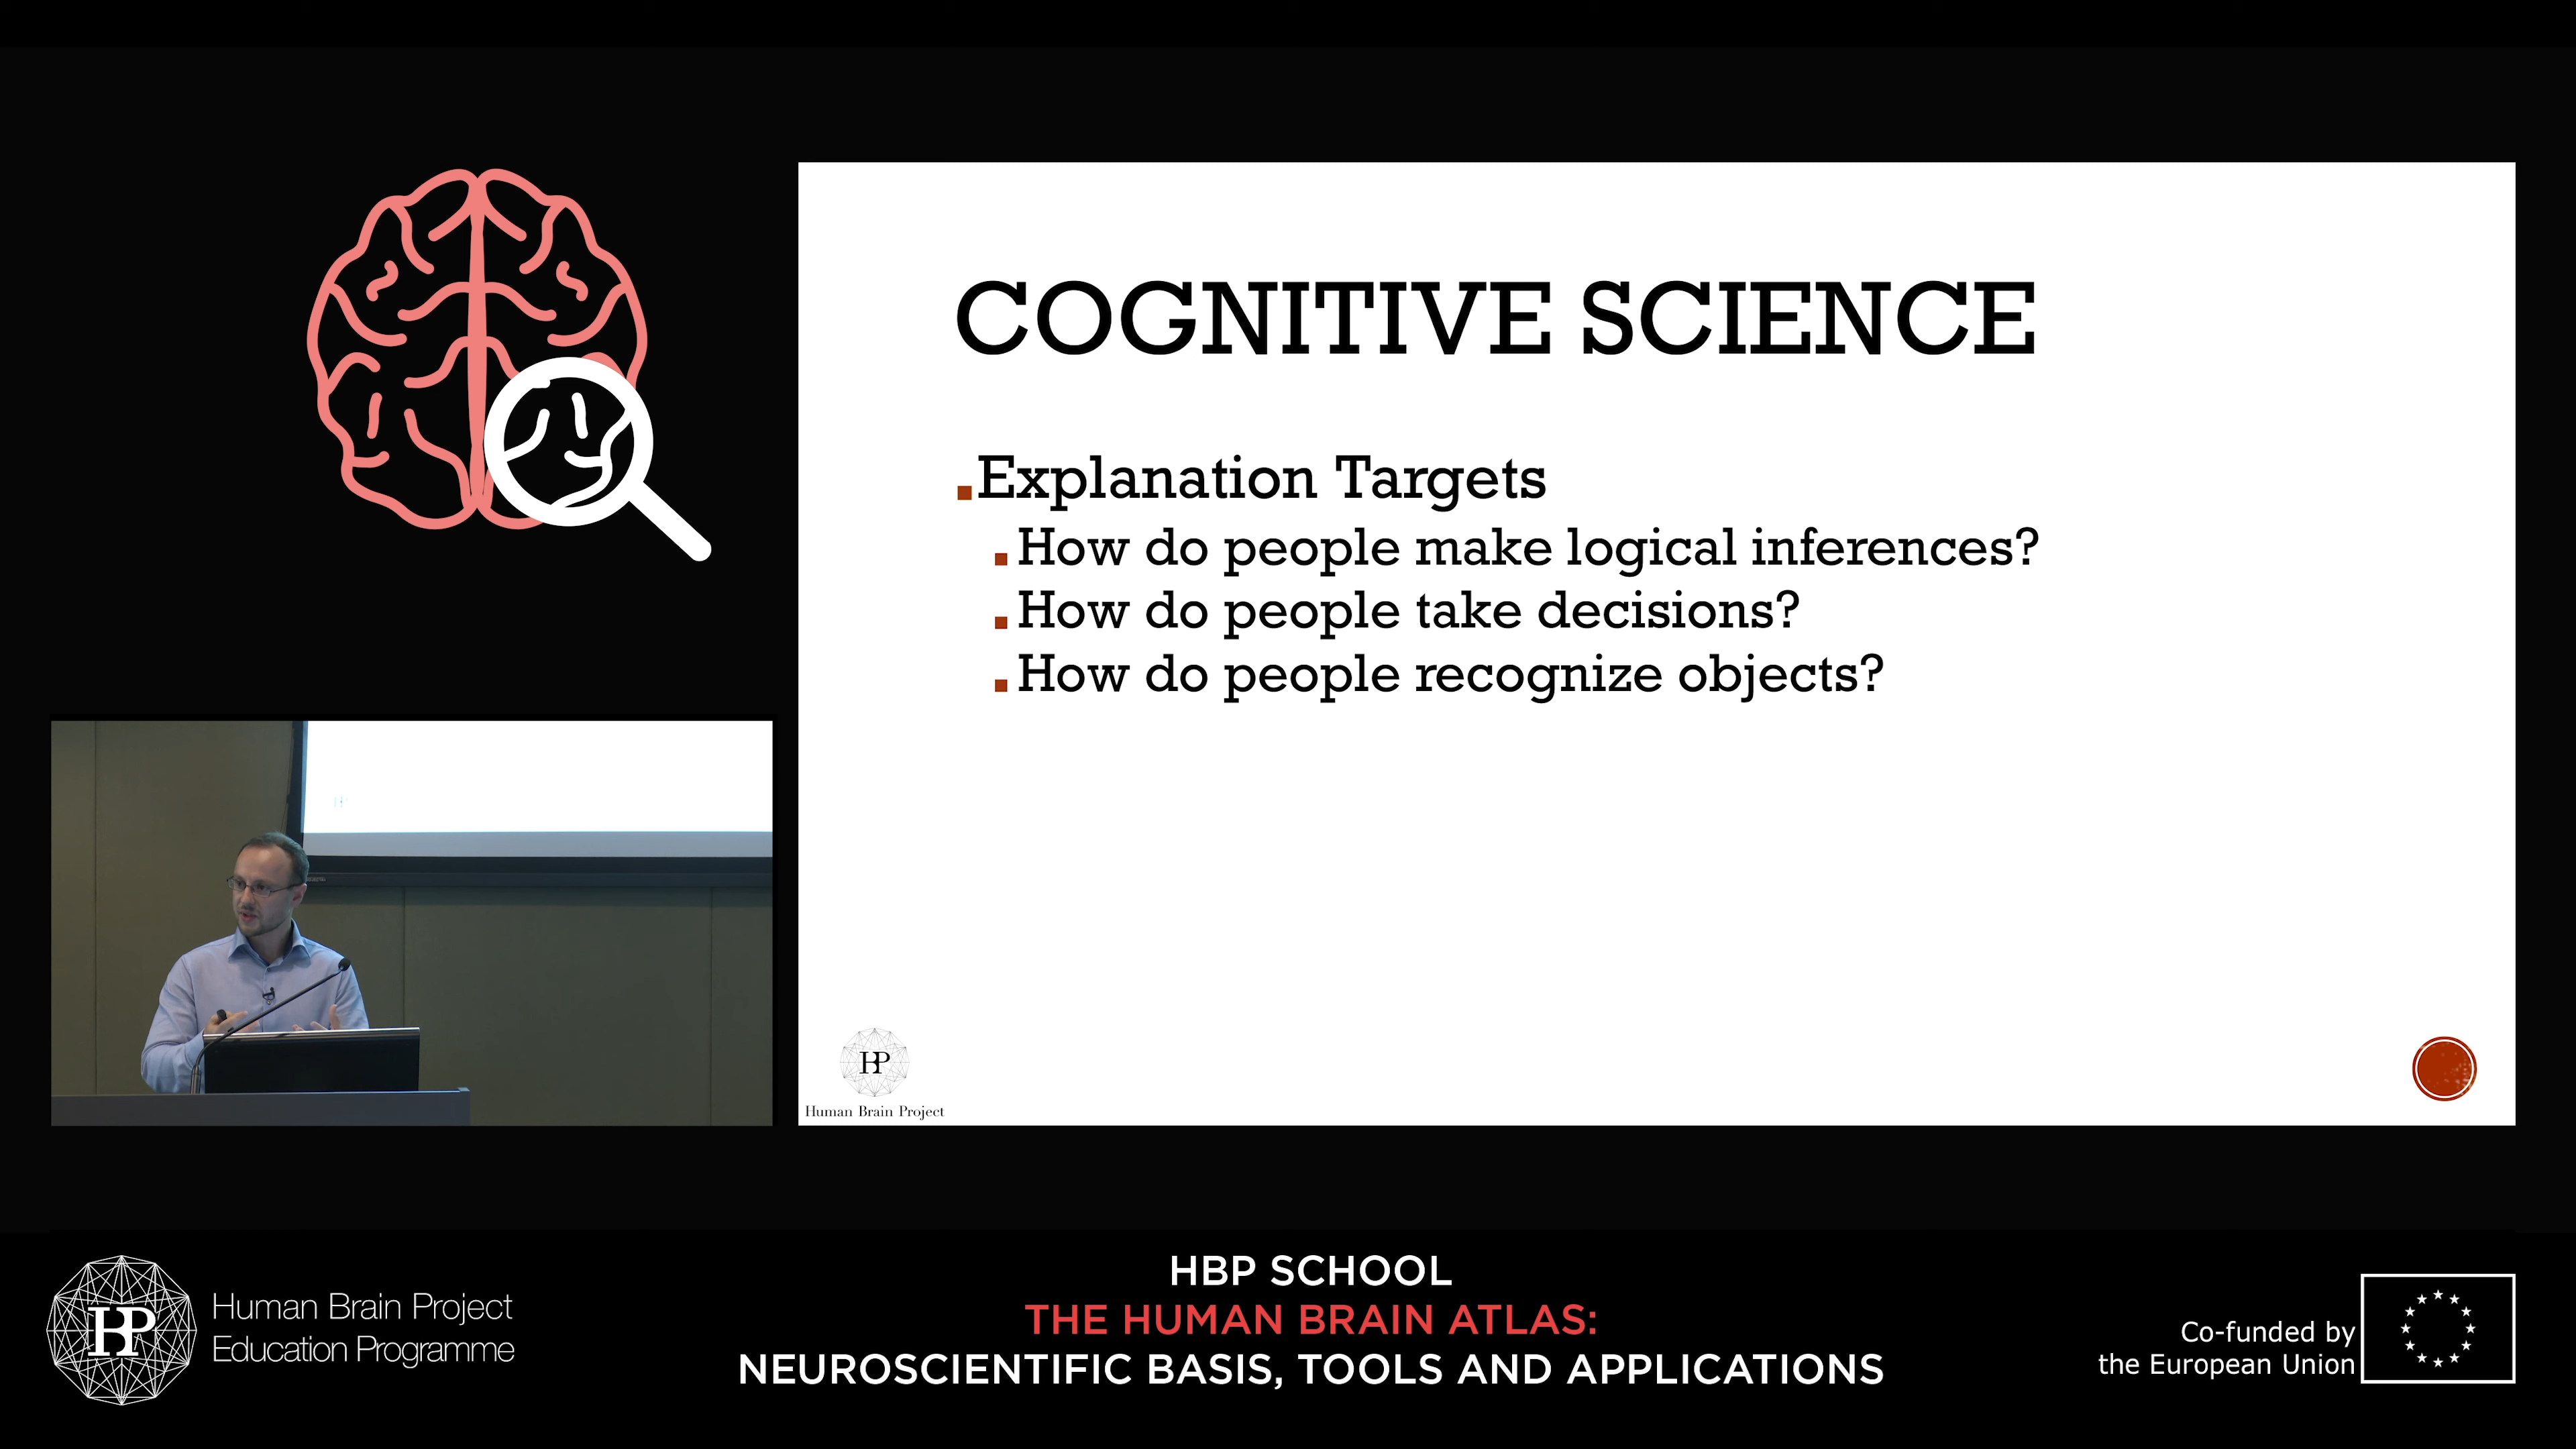 COGNITIVE SCIENCE
Explanation Targets
How do people make logical inferences?
How do people take decisions?
How do people recognize objects?
HP
Human Brain Project
HBP
Human Brain Project
Education Programme
HBP SCHOOL
THE HUMAN BRAIN ATLAS:
NEUROSCIENTIFIC BASIS, TOOLS AND APPLICATIONS
Co-funded by
the European Union